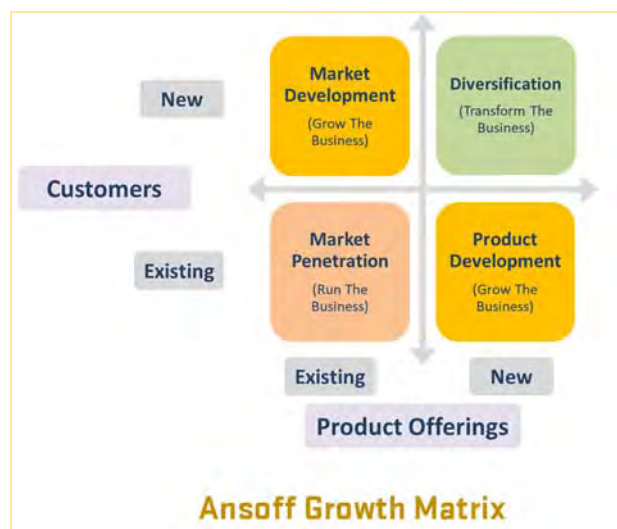 Market
Development
(Grow The
Business)
Diversification
(Transform The
Business)
New
Customers
Market
Penetration
(Run The
Business)
Product
Development
(Grow The
Business)
Existing
Existing
New
Product Offerings
Ansoff Growth Matrix